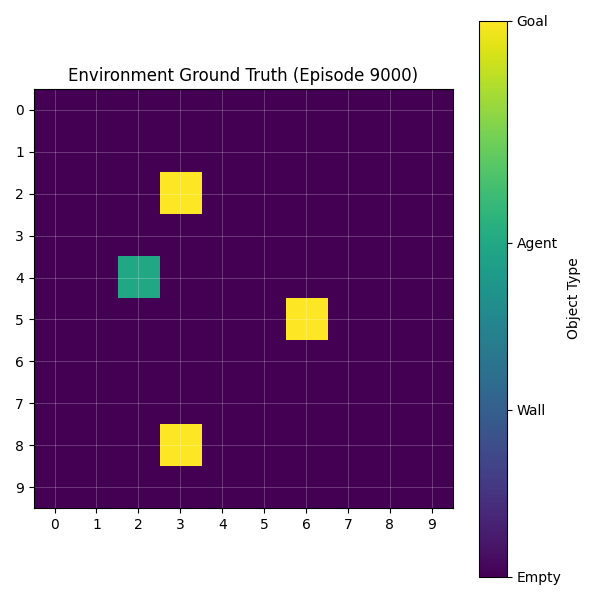 Environment Ground Truth (Episode 9000)
0
1
2
3
4
5
6
7
8
9
0 1 2 3 4 5 6 7 8 9
Goal
Agent
Wall
Empty
Object Type